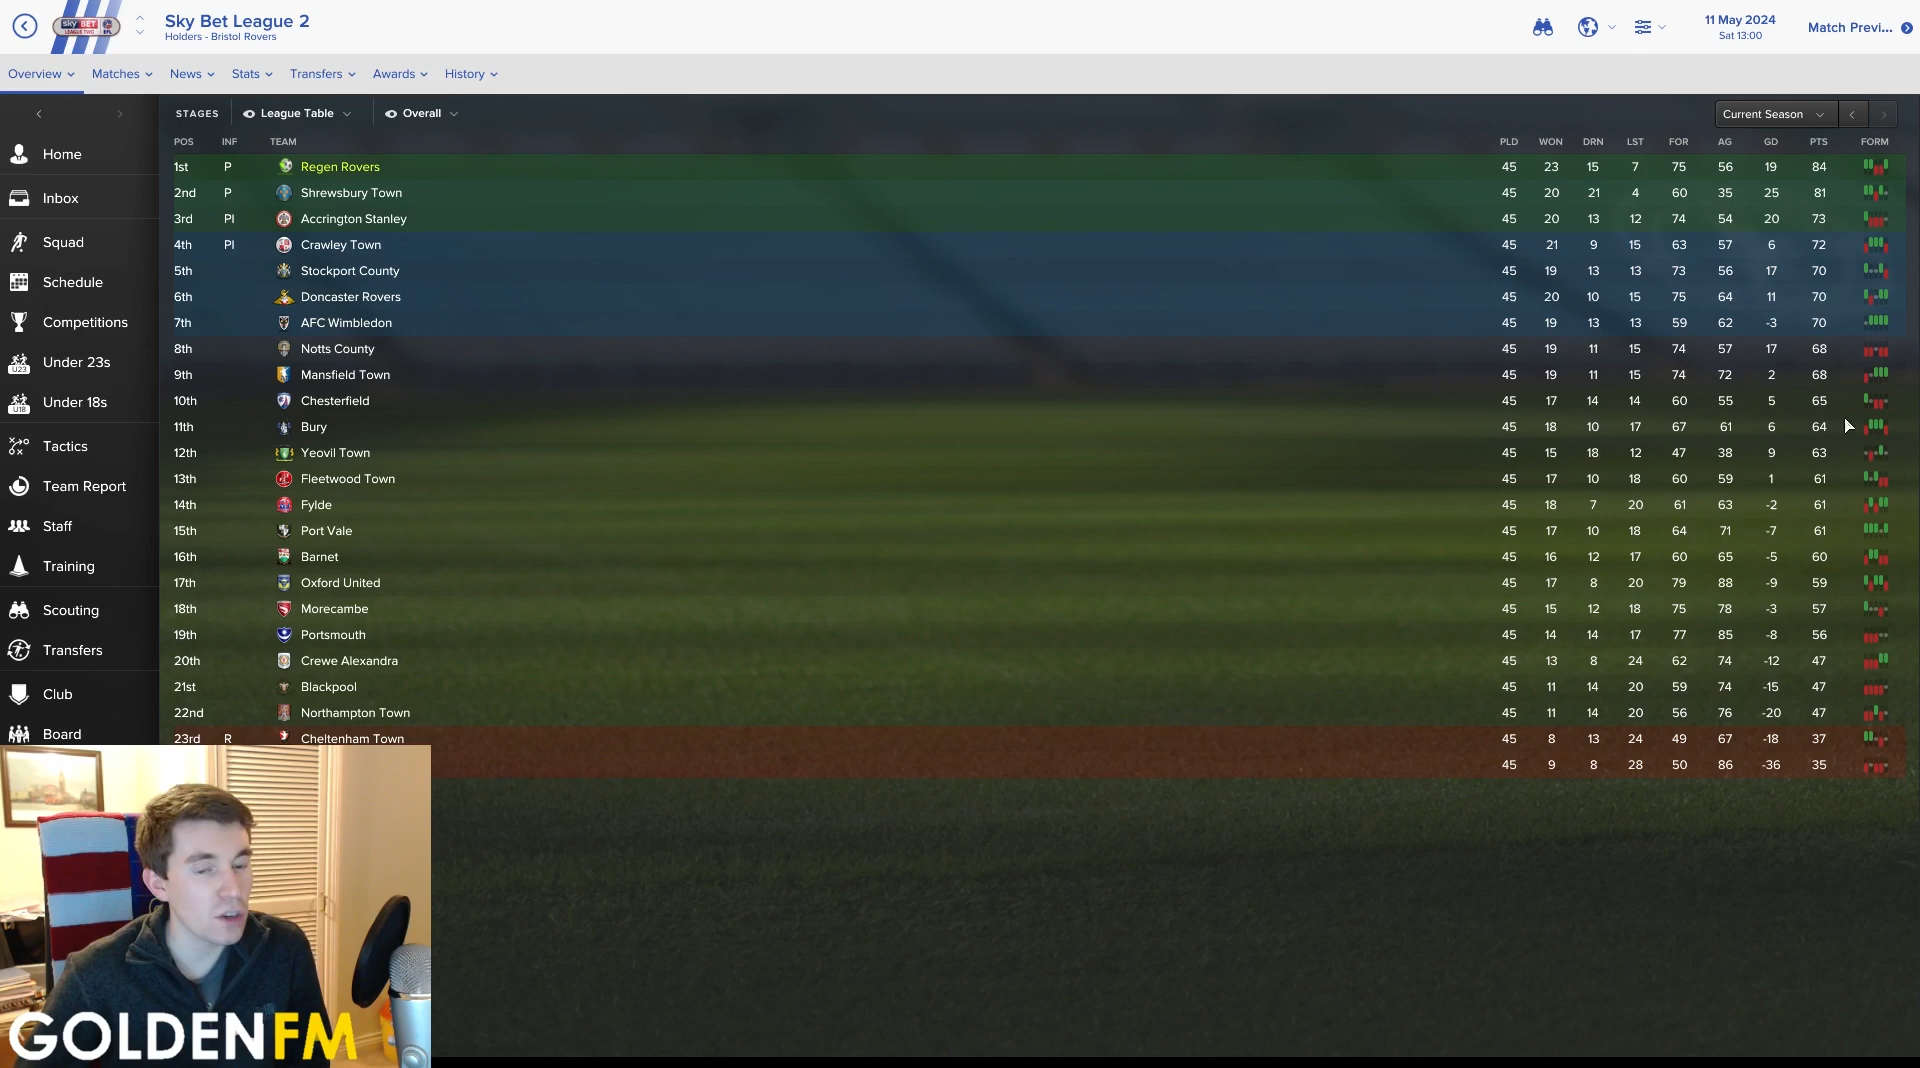 Sky Bet League 2
Holders - Bristol Rovers
11 May 2024
Sat 13:00
Match Previ...
sky BET
LEAGUE TWO EFL
Overview Matches News Stats Transfers Awards History
STAGES League Table Overall Current Season
POS INF TEAM PLD WON DRN LST FOR AG GD PTS FORM
1st P Regen Rovers 45 23 15 7 75 56 19 84
2nd P Shrewsbury Town 45 20 21 4 60 35 25 81
3rd Pl Accrington Stanley 45 20 13 12 74 54 20 73
4th Pl Crawley Town 45 21 9 15 63 57 6 72
5th Stockport County 45 19 13 13 73 56 17 70
6th Doncaster Rovers 45 20 10 15 75 64 11 70
7th AFC Wimbledon 45 19 13 13 59 62 -3 70
8th Notts County 45 19 11 15 74 57 17 68
9th Mansfield Town 45 19 11 15 74 72 2 68
10th Chesterfield 45 17 14 14 60 55 5 65
11th Bury 45 18 10 17 67 61 6 64
12th Yeovil Town 45 15 18 12 47 38 9 63
13th Fleetwood Town 45 17 10 18 60 59 1 61
14th Fylde 45 18 7 20 61 63 -2 61
15th Port Vale 45 17 10 18 64 71 -7 61
16th Barnet 45 16 12 17 60 65 -5 60
17th Oxford United 45 17 8 20 79 88 -9 59
18th Morecambe 45 15 12 18 75 78 -3 57
19th Portsmouth 45 14 14 17 77 85 -8 56
20th Crewe Alexandra 45 13 8 24 62 74 -12 47
21st Blackpool 45 11 14 20 59 74 -15 47
22nd Northampton Town 45 11 14 20 56 76 -20 47
23rd R Cheltenham Town 45 8 13 24 49 67 -18 37
45 9 8 28 50 86 -36 35
Home
Inbox
Squad
Schedule
Competitions
Under 23s
U23
Under 18s
U18
Tactics
Team Report
Staff
Training
Scouting
Transfers
Club
Board
GOLDENFM